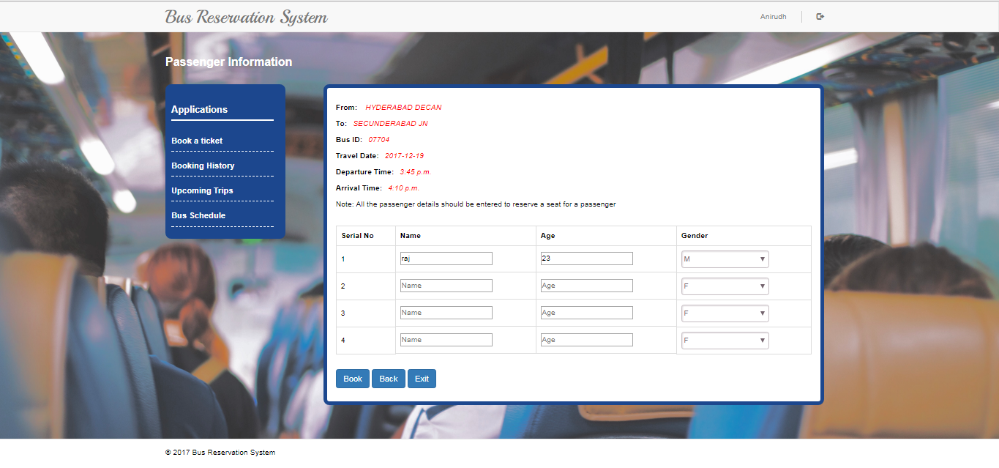 Bus Reservation System
Anirudh
Passenger Information
Applications
Book a ticket
Booking History
Upcoming Trips
Bus Schedule
From: HYDERABAD DECAN
To: SECUNDERABAD JN
Bus ID: 07704
Travel Date: 2017-12-19
Departure Time: 3:45 p.m.
Arrival Time: 4:10 p.m.
Note: All the passenger details should be entered to reserve a seat for a passenger
Serial No Name Age Gender
1 raj 23 M
2 Name Age F
3 Name Age F
4 Name Age F
Book Back Exit
© 2017 Bus Reservation System